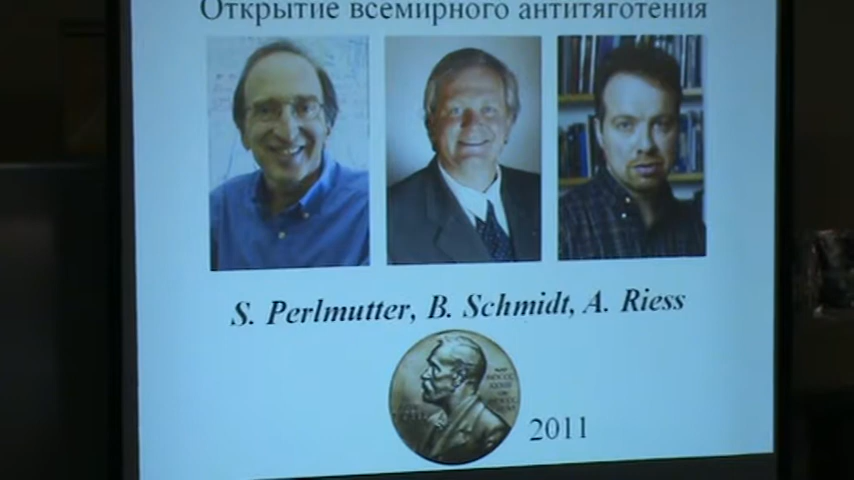 Открытие всемирного антитяготения
S. Perlmutter, B. Schmidt, A. Riess
2011